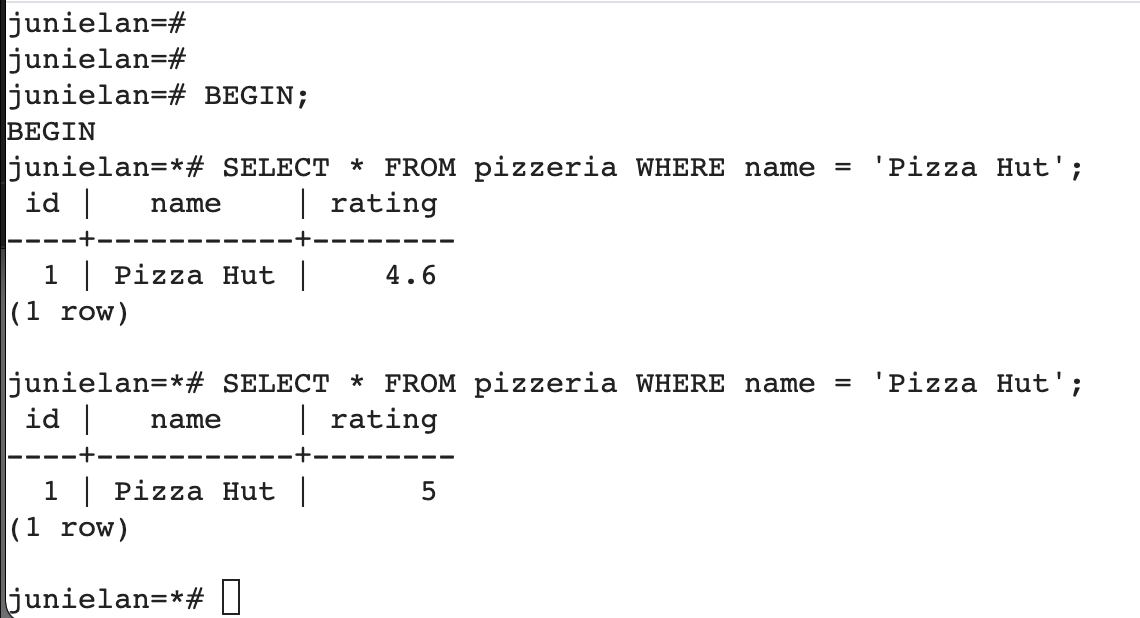 junielan=#
junielan=#
junielan=# BEGIN;
BEGIN
junielan=*# SELECT * FROM pizzeria WHERE name = 'Pizza Hut';
 id |   name    | rating
----+-----------+--------
  1 | Pizza Hut |    4.6
(1 row)

junielan=*# SELECT * FROM pizzeria WHERE name = 'Pizza Hut';
 id |   name    | rating
----+-----------+--------
  1 | Pizza Hut |      5
(1 row)

junielan=*#